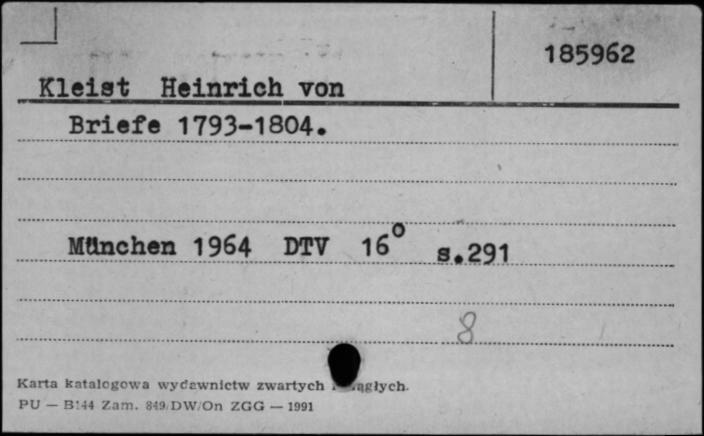 185962
Kleist Heinrich von
Briefe 1793-1804.
München 1964 DTV 16° s.291
8
Karta katalogowa wydawnictw zwartych
PU — B144 Zam. 849/DW/On ZGG — 1991